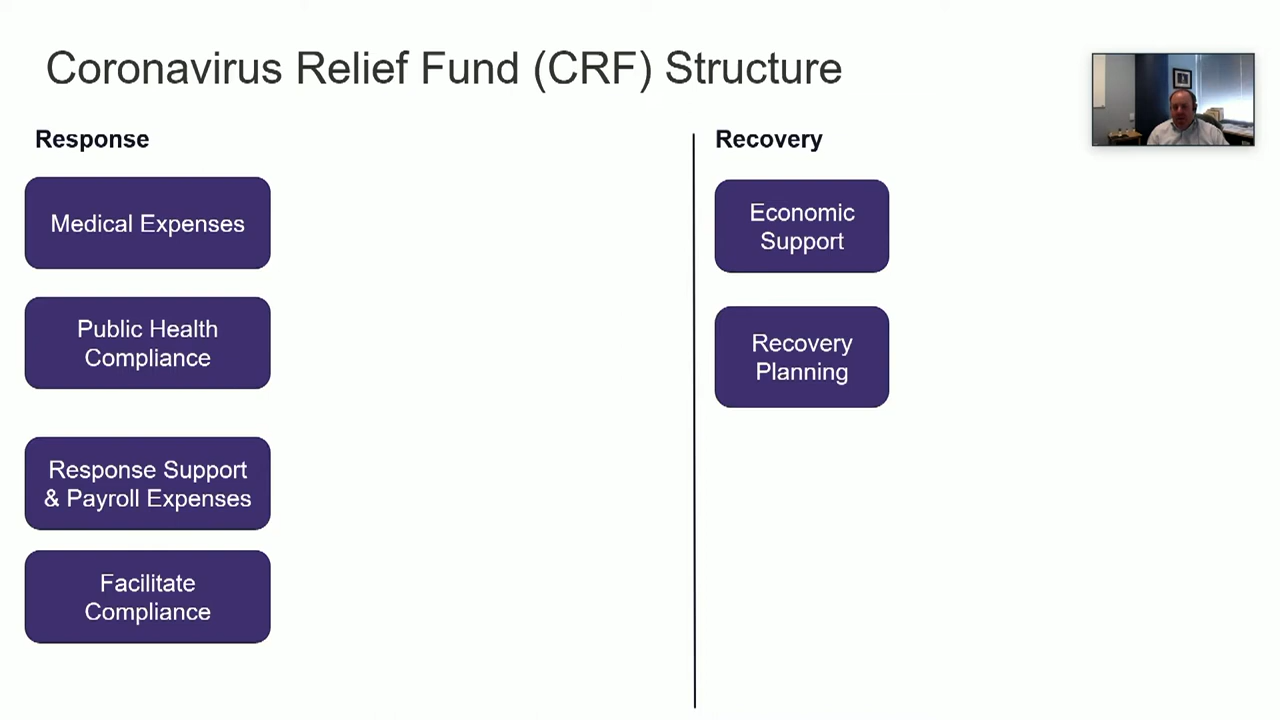 Coronavirus Relief Fund (CRF) Structure
Response
Medical Expenses
Public Health
Compliance
Response Support
& Payroll Expenses
Facilitate
Compliance
Recovery
Economic
Support
Recovery
Planning